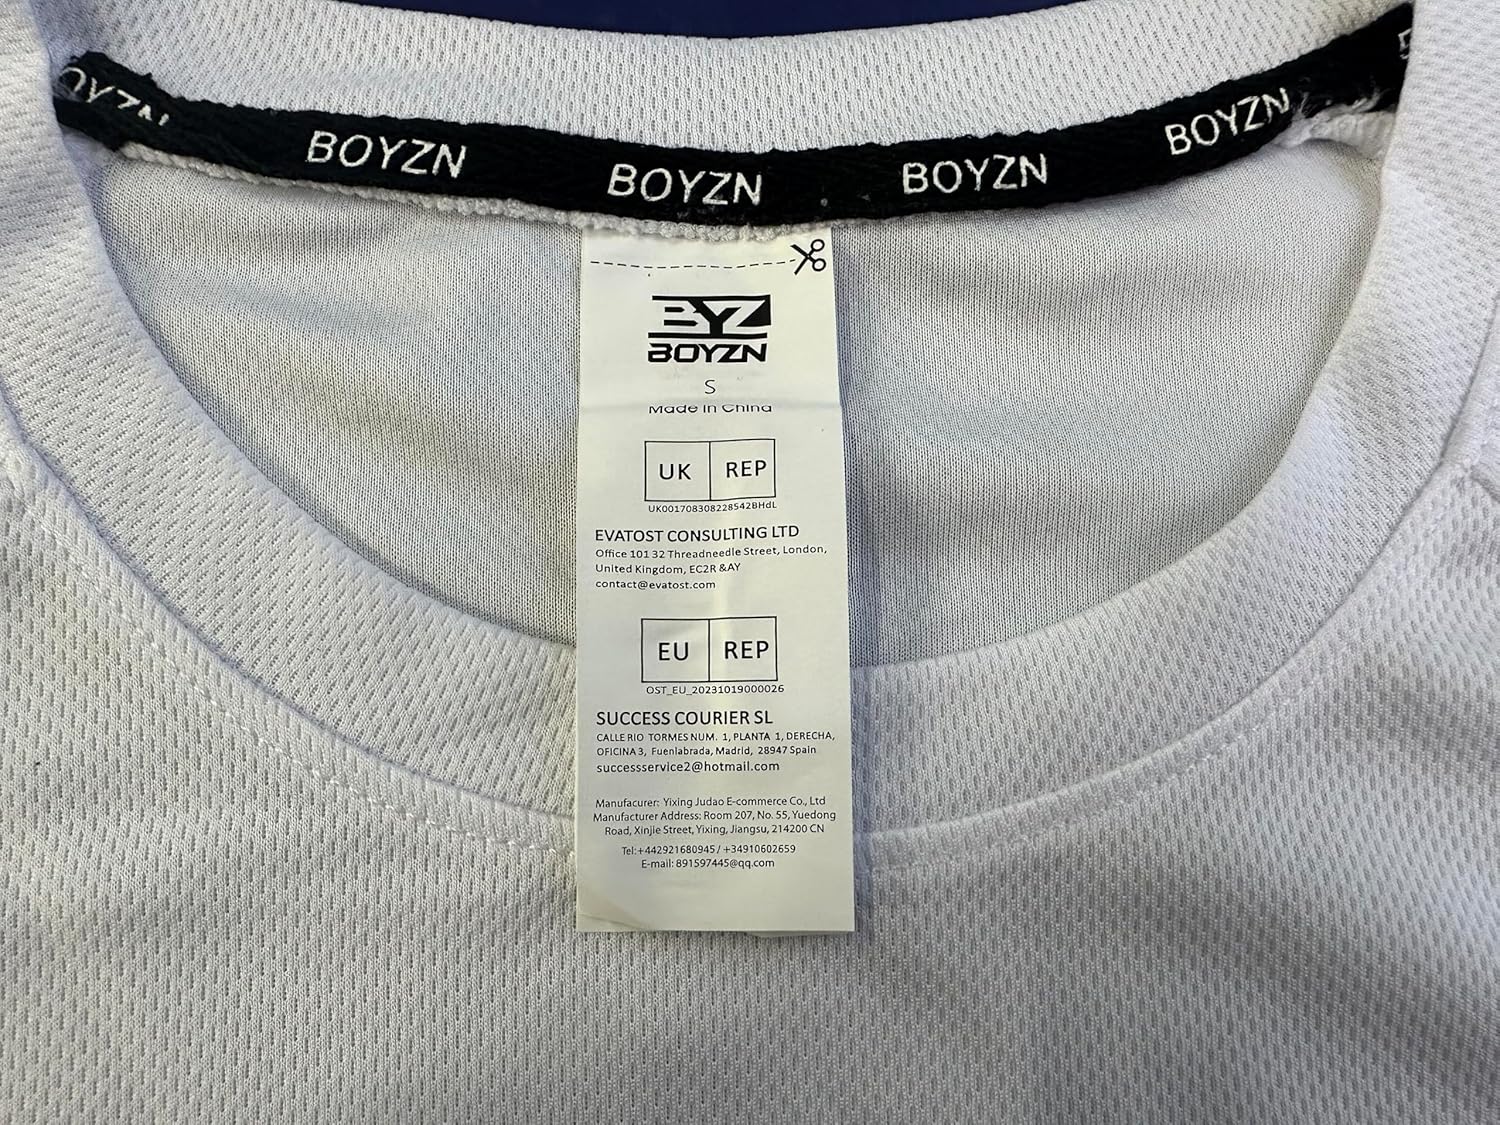 BOYZN
BOYZN
BOYZN
BOYZN
BYZ
BOYZN
S
Made in China
UK REP
UK001708308228542BHdL
EVATOST CONSULTING LTD
Office 101 32 Threadneedle Street, London,
United Kingdom, EC2R &AY
contact@evatost.com
EU REP
OST_EU_20231019000026
SUCCESS COURIER SL
CALLE RIO TORMES NUM. 1, PLANTA 1, DERECHA,
OFICINA 3, Fuenlabrada, Madrid, 28947 Spain
successservice2@hotmail.com
Manufacurer: Yixing Judao E-commerce Co., Ltd
Manufacturer Address: Room 207, No. 55, Yuedong
Road, Xinjie Street, Yixing, Jiangsu, 214200 CN
Tel:+442921680945 / +34910602659
E-mail: 891597445@qq.com